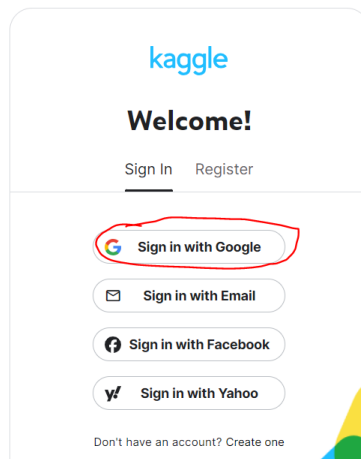 kaggle
Welcome!
Sign In Register
Sign in with Google
Sign in with Email
Sign in with Facebook
Sign in with Yahoo
Don't have an account? Create one